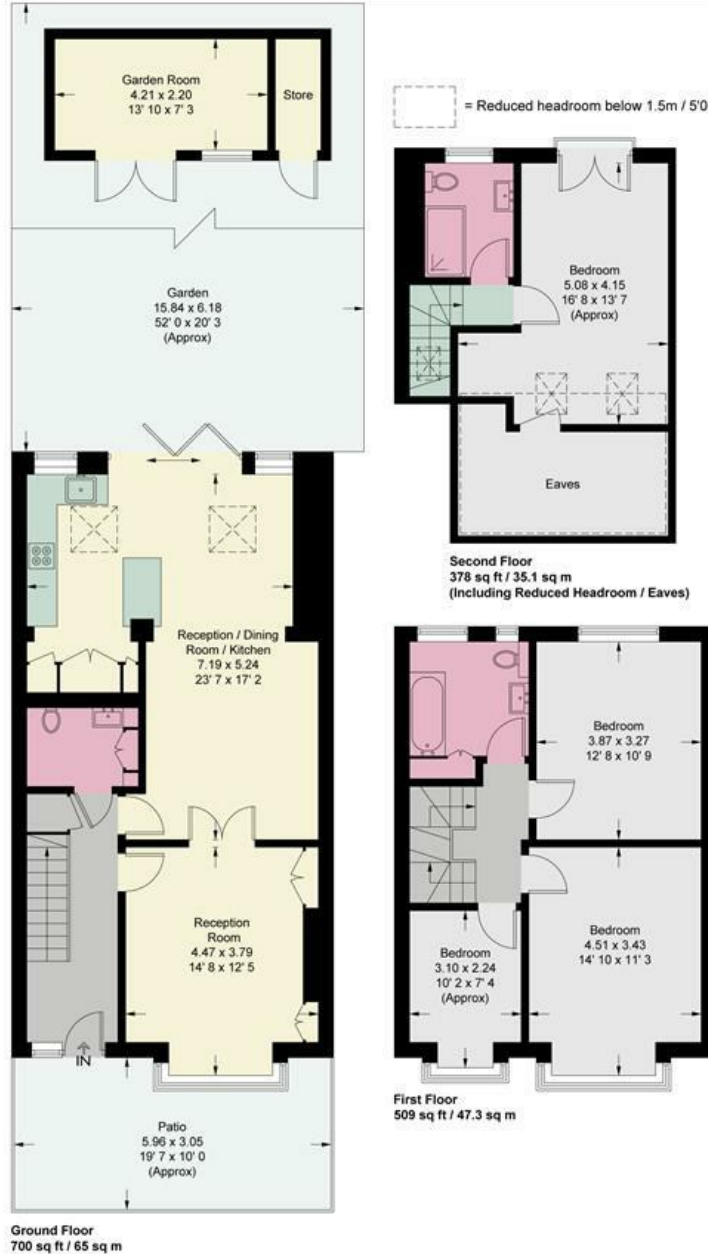 Garden Room
4.21 x 2.20
13' 10 x 7' 3
Store
Garden
15.84 x 6.18
52' 0 x 20' 3
(Approx)
Reception / Dining
Room / Kitchen
7.19 x 5.24
23' 7 x 17' 2
Reception
Room
4.47 x 3.79
14' 8 x 12' 5
IN
Patio
5.96 x 3.05
19' 7 x 10' 0
(Approx)
Ground Floor
700 sq ft / 65 sq m
= Reduced headroom below 1.5m / 5'0
Bedroom
5.08 x 4.15
16' 8 x 13' 7
(Approx)
Eaves
Second Floor
378 sq ft / 35.1 sq m
(Including Reduced Headroom / Eaves)
Bedroom
3.87 x 3.27
12' 8 x 10' 9
Bedroom
4.51 x 3.43
14' 10 x 11' 3
Bedroom
3.10 x 2.24
10' 2 x 7' 4
(Approx)
First Floor
509 sq ft / 47.3 sq m